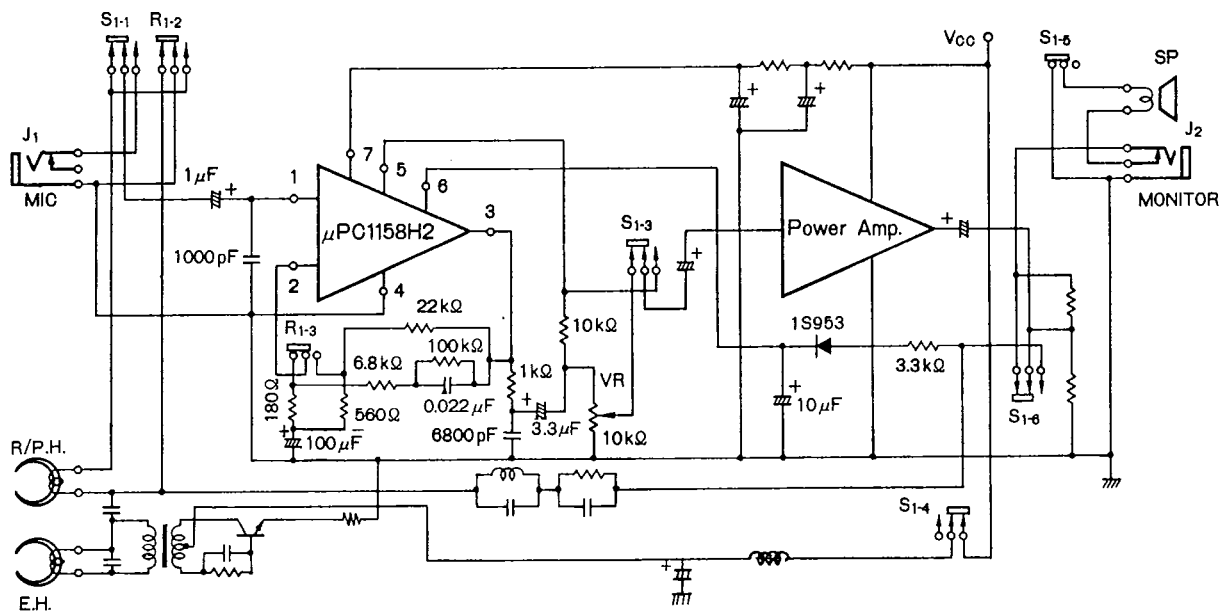 S1-1 R1-2
J1
MIC
1μF
1000pF
1
2
3
4
5
6
7
μPC1158H2
R1-3
22kΩ
100kΩ
6.8kΩ
0.022μF
180Ω
560Ω
100μF
1kΩ
6800pF
3.3μF
10kΩ
VR
10kΩ
S1-3
Power Amp.
VCC
1S953
3.3kΩ
10μF
S1-5
SP
J2
MONITOR
S1-6
S1-4
R/P.H.
E.H.